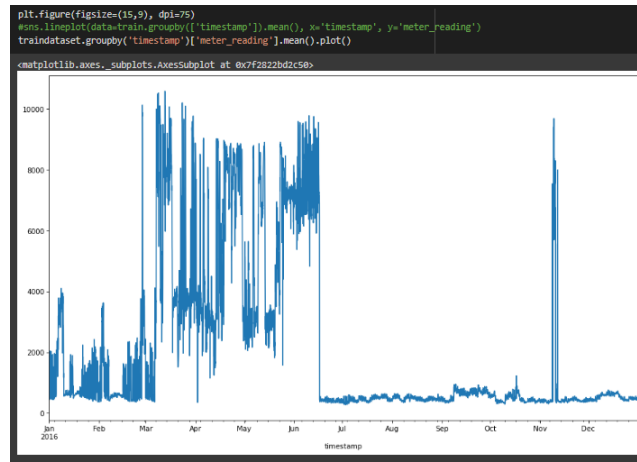 plt.figure(figsize=(15,9), dpi=75)
#sns.lineplot(data=train.groupby(['timestamp']).mean(), x='timestamp', y='meter_reading')
traindataset.groupby('timestamp')['meter_reading'].mean().plot()
<matplotlib.axes._subplots.AxesSubplot at 0x7f2822bd2c50>
10000
8000
6000
4000
2000
0
Jan Feb Mar Apr May Jun Jul Aug Sep Oct Nov Dec
2016
timestamp